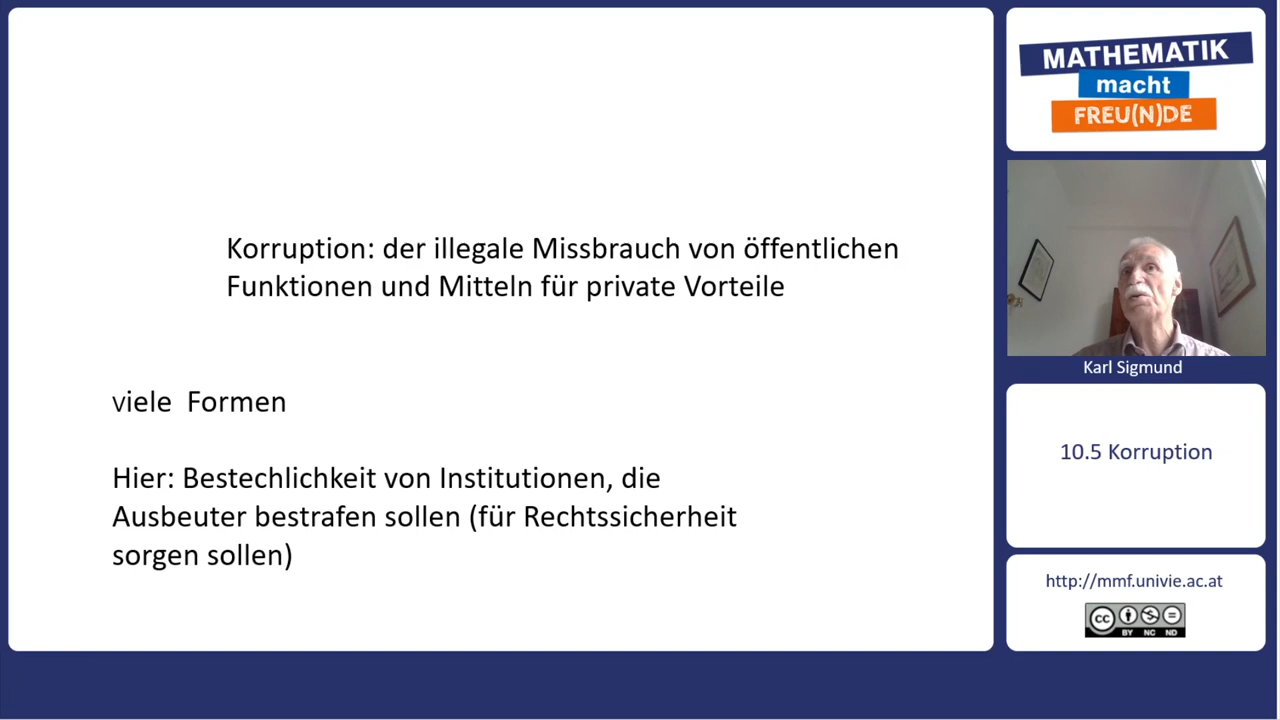 Korruption: der illegale Missbrauch von öffentlichen
Funktionen und Mitteln für private Vorteile
viele Formen
Hier: Bestechlichkeit von Institutionen, die
Ausbeuter bestrafen sollen (für Rechtssicherheit
sorgen sollen)
MATHEMATIK
macht
FREU(N)DE
Karl Sigmund
10.5 Korruption
http://mmf.univie.ac.at
CC
BY NC ND